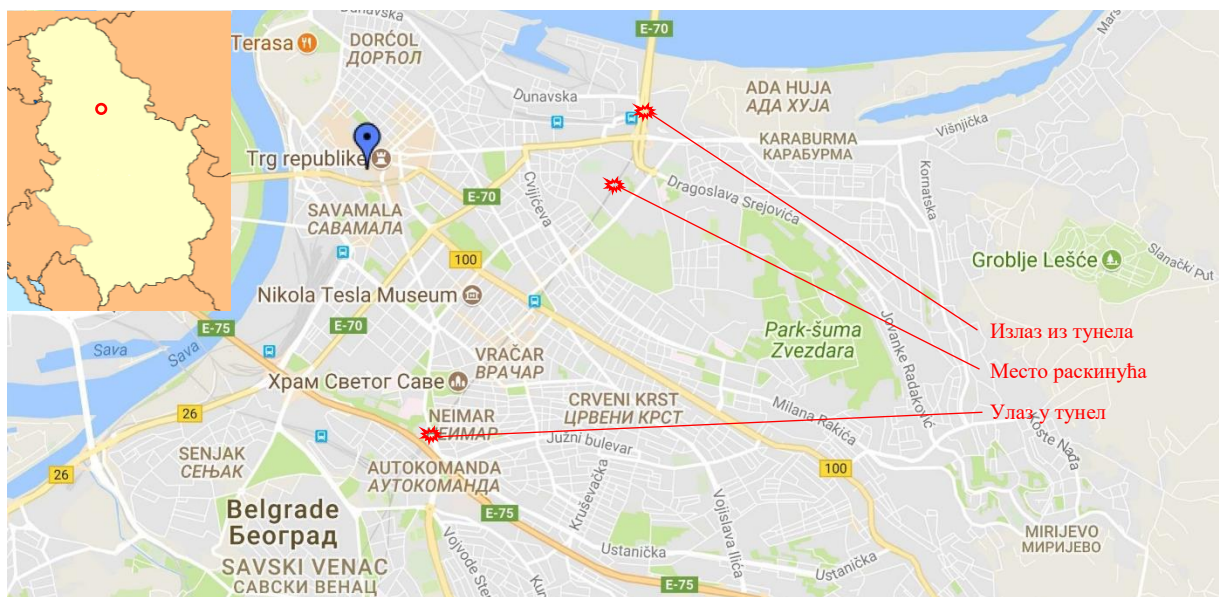 Dunavska
E-70
Terasa
DORĆOL
ДОРЋОЛ
ADA HUJA
АДА ХУЈА
Dunavska
Višnjička
KARABURMA
КАРАБУРМА
Trg republike
Cvijićeva
Dragoslava Srejovića
Kornatska
E-70
SAVAMALA
САВАМАЛА
100
Groblje Lešće
Slanački Put
Nikola Tesla Museum
E-75
E-70
Излаз из тунела
Park-šuma
Zvezdara
Jovanke Radaković
Sava
Sava
VRAČAR
ВРАЧАР
Место раскинућа
Храм Светог Саве
26
CRVENI KRST
ЦРВЕНИ КРСТ
Milana Rakića
Улаз у тунел
NEIMAR
Južni bulevar
SENJAK
СЕЊАК
26
AUTOKOMANDA
АУТОКОМАНДА
100
Kruševačka
Vojislava Ilića
Belgrade
Београд
E-75
MIRIJEVO
МИРИЈЕВО
Ustanička
Ustanička
SAVSKI VENAC
САВСКИ ВЕНАЦ
E-75